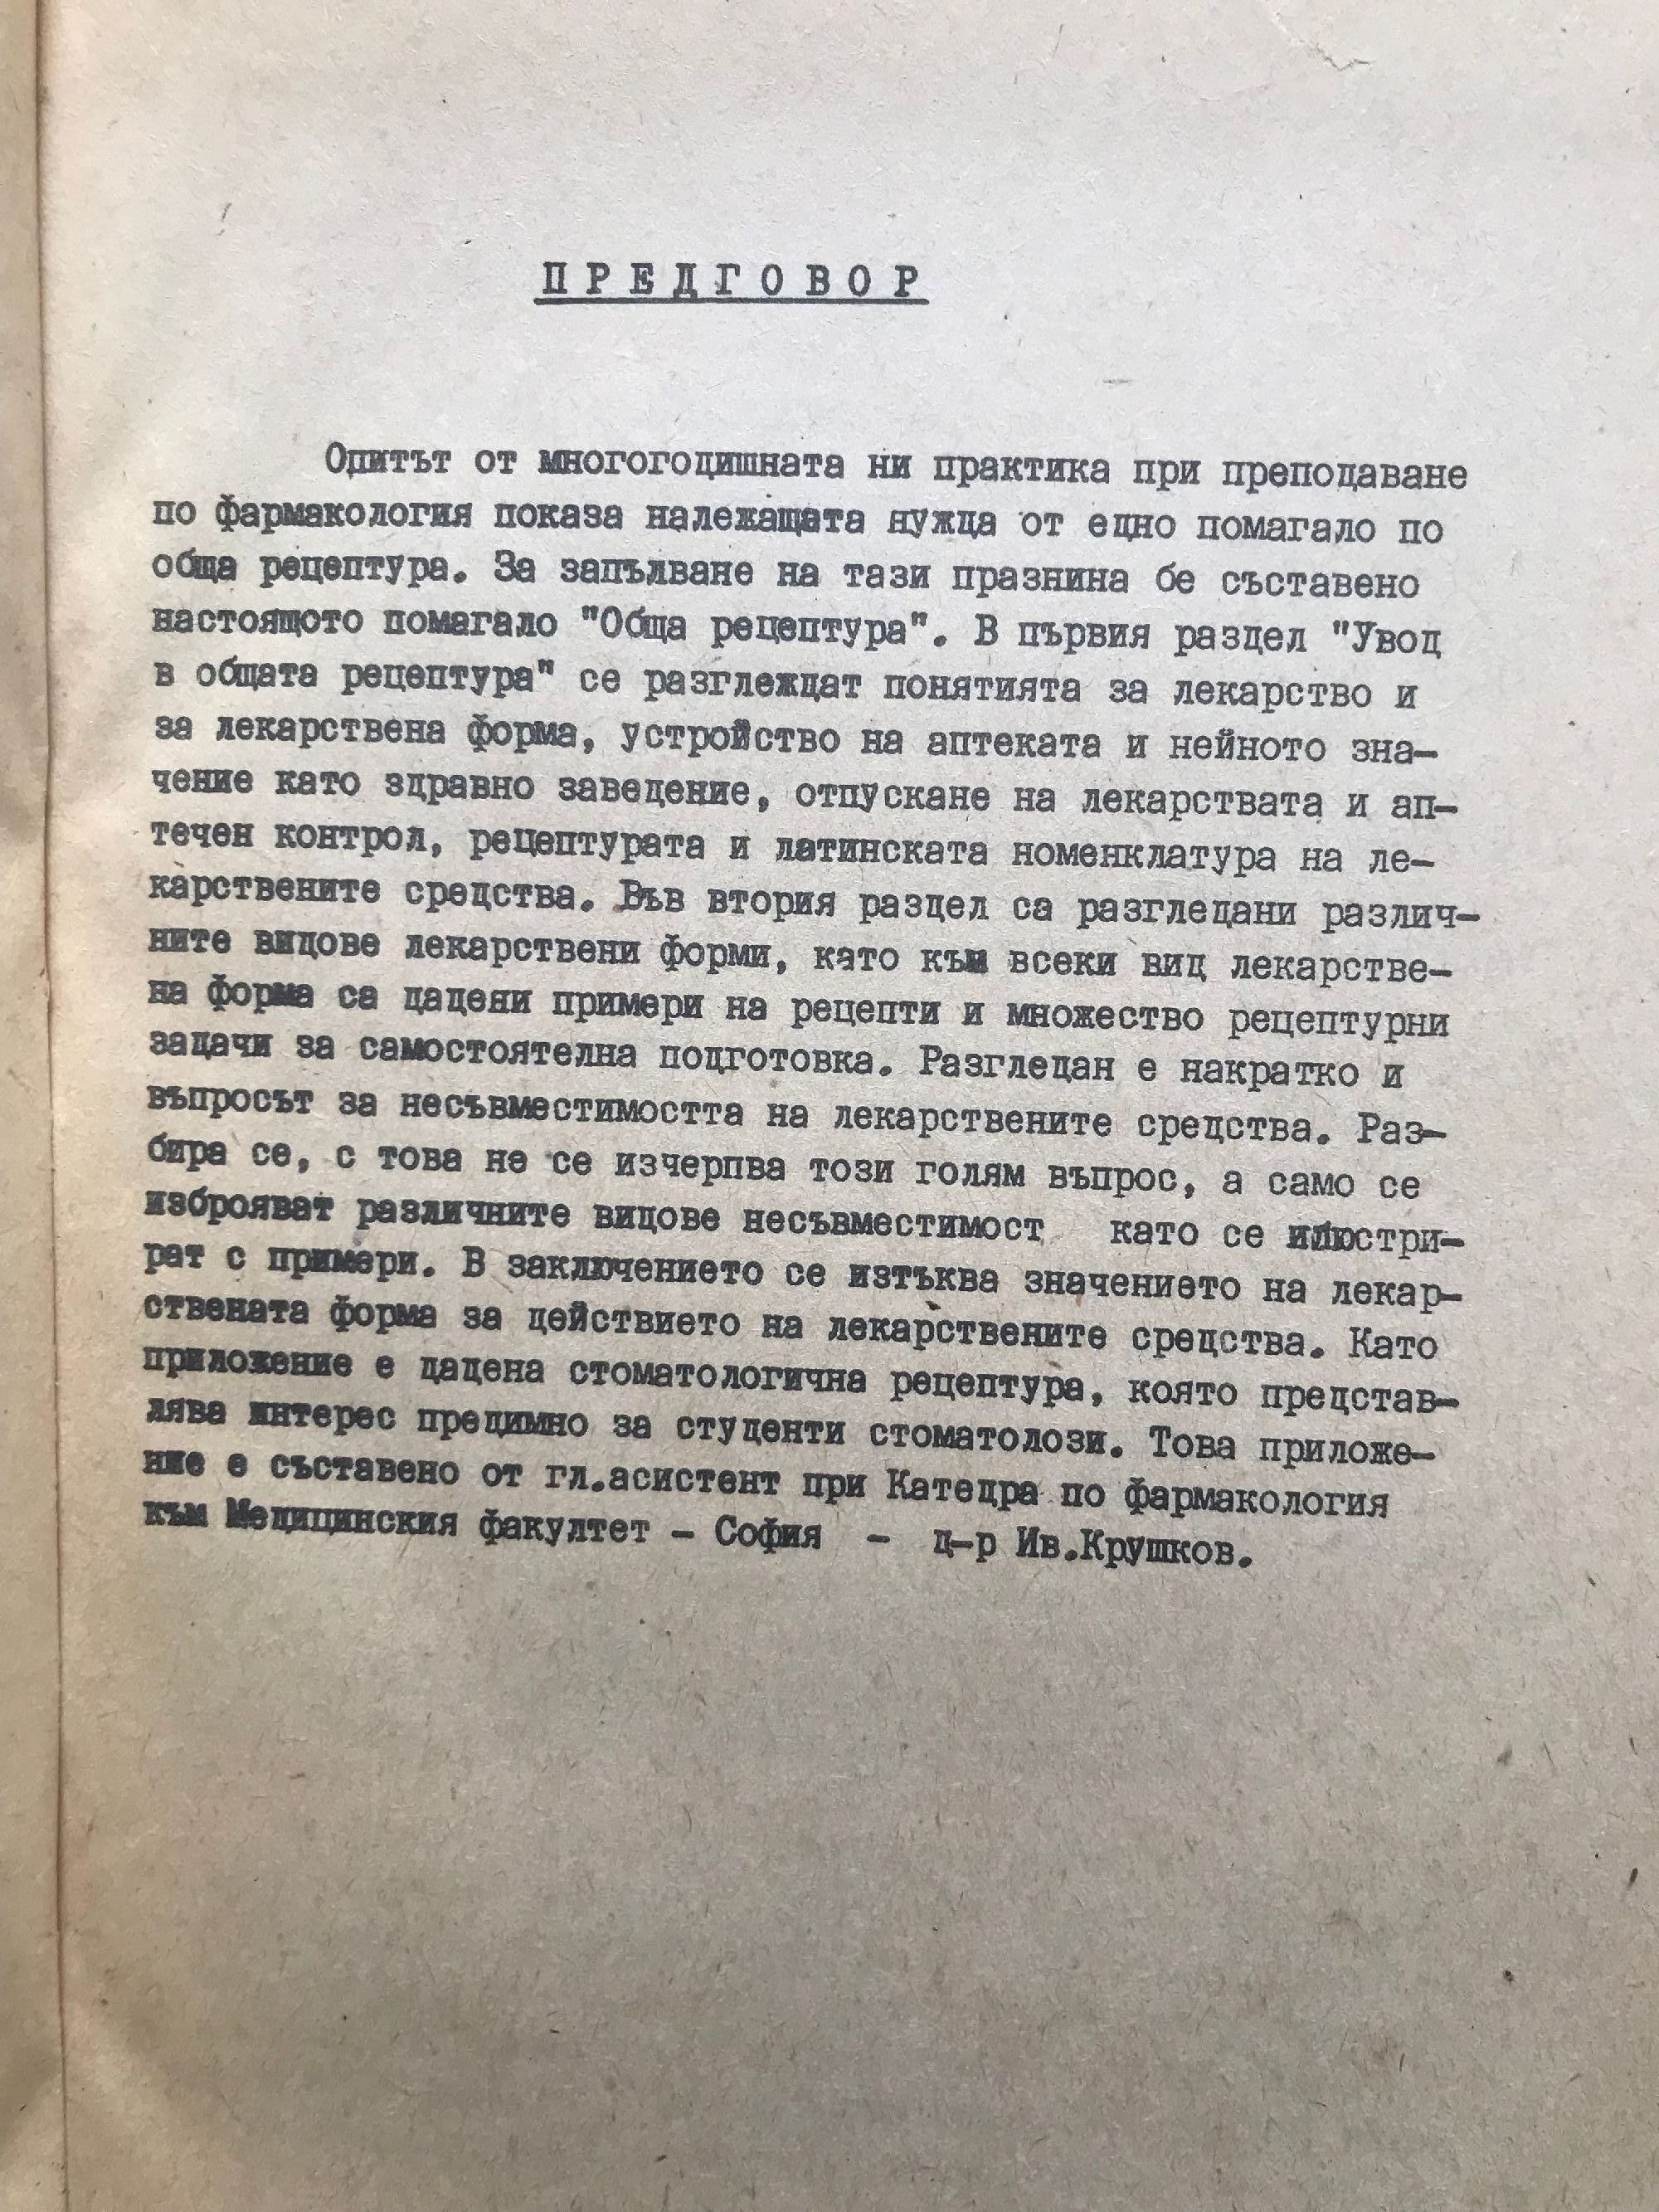 ПРЕДГОВОР
Опитът от многогодишната ни практика при преподаване
по фармакология показа належащата нужда от едно помагало по
обща рецептура. За запълване на тази празнина бе съставено
настоящото помагало "Обща рецептура". В първия раздел "Увод
в общата рецептура" се разглеждат понятията за лекарство и
за лекарствена форма, устройство на аптеката и нейното зна-
чение като здравно заведение, отпускане на лекарствата и ап-
течен контрол, рецептурата и латинската номенклатура на ле-
карствените средства. Във втория раздел са разгледани различ-
ните видове лекарствени форми, като към всеки вид лекарстве-
на форма са дадени примери на рецепти и множество рецептурни
задачи за самостоятелна подготовка. Разгледан е накратко и
въпросът за несъвместимостта на лекарствените средства. Раз-
бира се, с това не се изчерпва този голям въпрос, а само се
изброяват различните видове несъвместимост като се илюстри-
рат с примери. В заключението се изтъква значението на лекар-
ствената форма за действието на лекарствените средства. Като
приложение е дадена стоматологична рецептура, която представ-
лява интерес предимно за студенти стоматолози. Това приложе-
ние е съставено от гл.асистент при Катедра по фармакология
към Медицинския факултет - София - д-р Ив.Крушков.